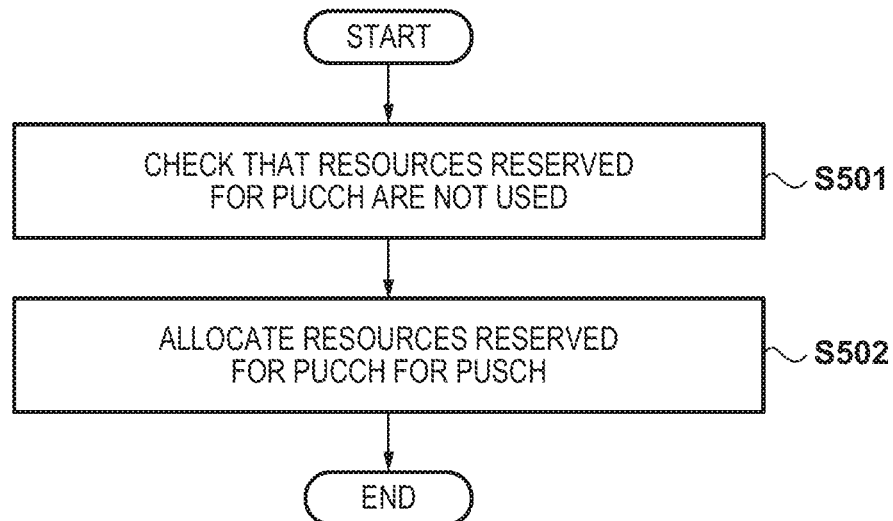 START
CHECK THAT RESOURCES RESERVED
FOR PUCCH ARE NOT USED
S501
ALLOCATE RESOURCES RESERVED
FOR PUCCH FOR PUSCH
S502
END